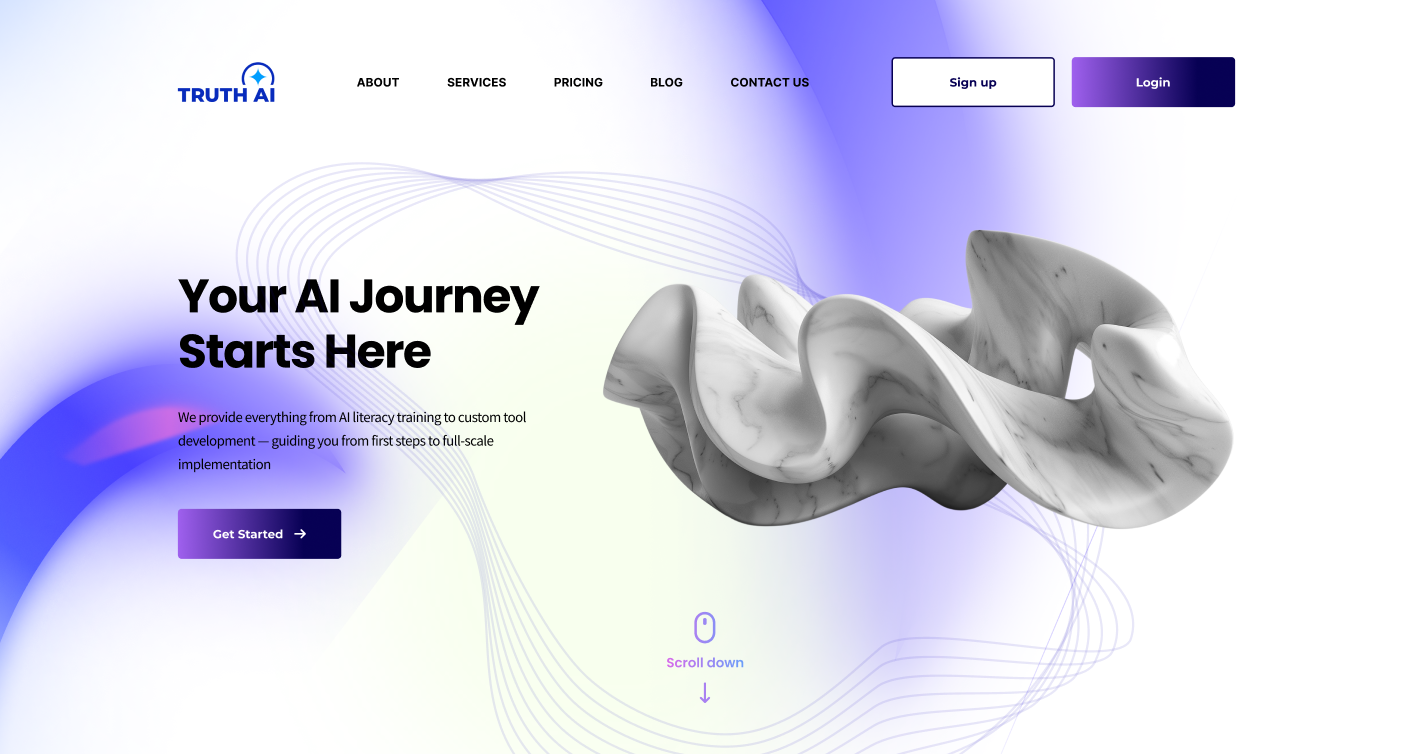 TRUTH AI
ABOUT SERVICES PRICING BLOG CONTACT US
Sign up
Login
Your AI Journey
Starts Here
We provide everything from AI literacy training to custom tool
development — guiding you from first steps to full-scale
implementation
Get Started
Scroll down